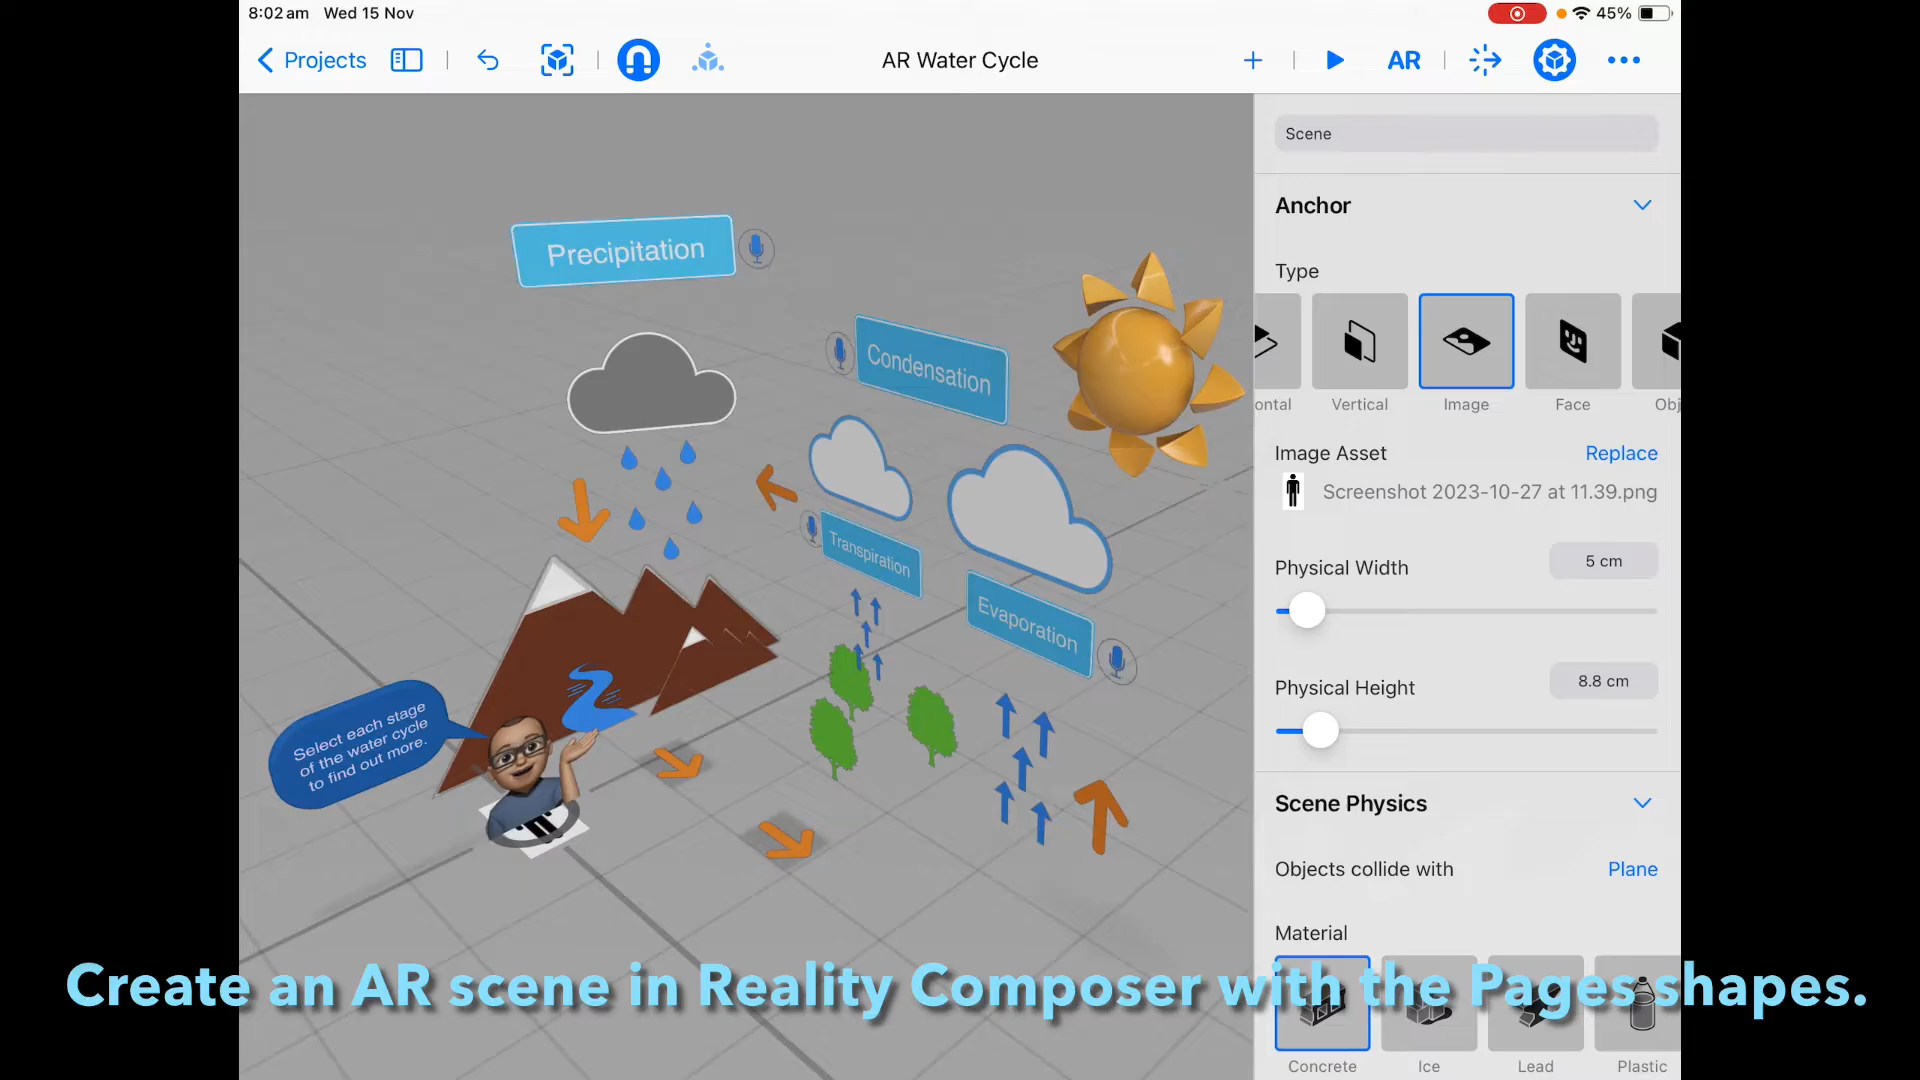 8:02 am Wed 15 Nov
45%
Projects
AR Water Cycle
AR
Scene
Anchor
Type
ontal
Vertical
Image
Face
Obj
Image Asset
Replace
Screenshot 2023-10-27 at 11.39.png
Physical Width
5 cm
Physical Height
8.8 cm
Scene Physics
Objects collide with
Plane
Material
Concrete
Ice
Lead
Plastic
Precipitation
Condensation
Transpiration
Evaporation
Select each stage
of the water cycle
to find out more.
Create an AR scene in Reality Composer with the Pages shapes.